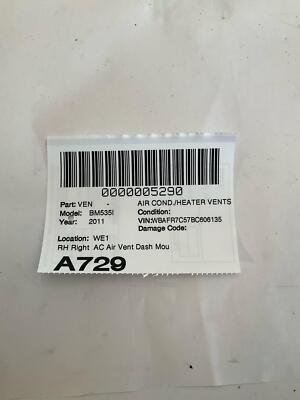 0000005290
Part: VEN - AIR COND./HEATER VENTS
Model: BM535I Condition:
Year: 2011 VIN:WBAFR7C57BC606135
Damage Code:
Location: WE1
RH Right AC Air Vent Dash Mou
A729